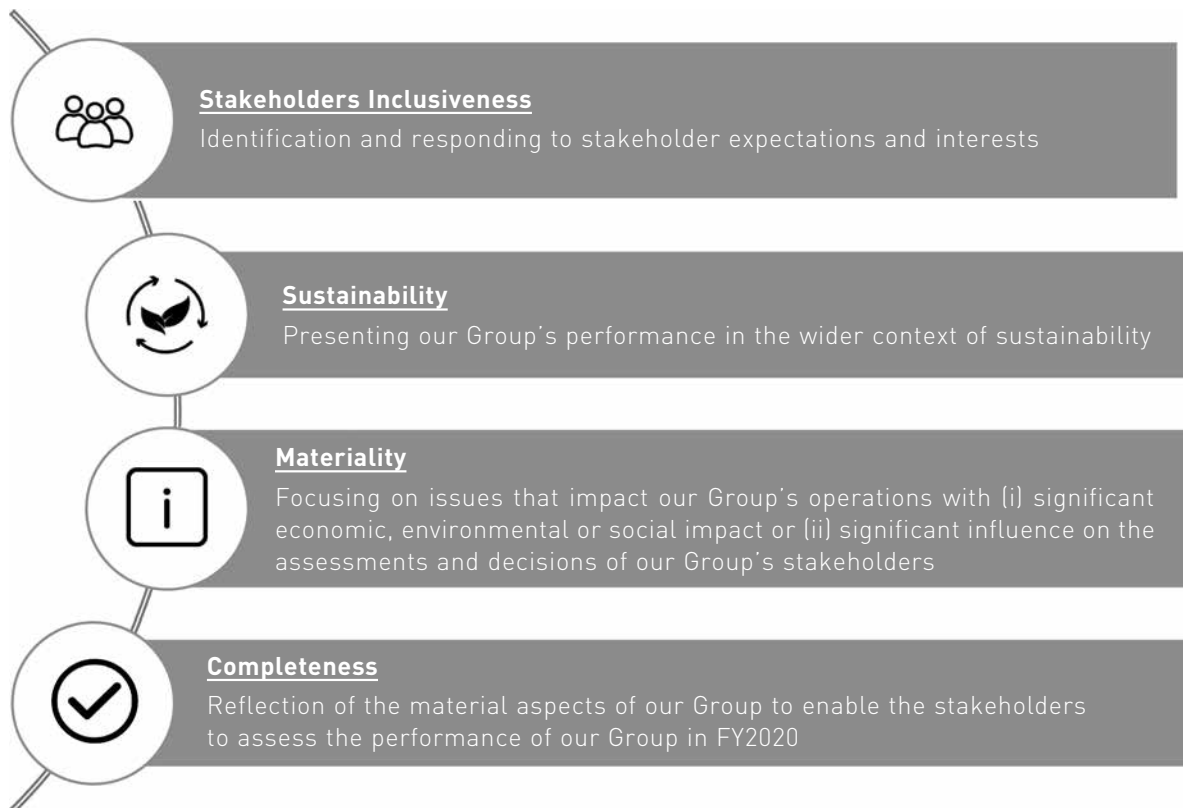 Stakeholders Inclusiveness
Identification and responding to stakeholder expectations and interests
Sustainability
Presenting our Group's performance in the wider context of sustainability
i
Materiality
Focusing on issues that impact our Group's operations with (i) significant
economic, environmental or social impact or (ii) significant influence on the
assessments and decisions of our Group's stakeholders
Completeness
Reflection of the material aspects of our Group to enable the stakeholders
to assess the performance of our Group in FY2020